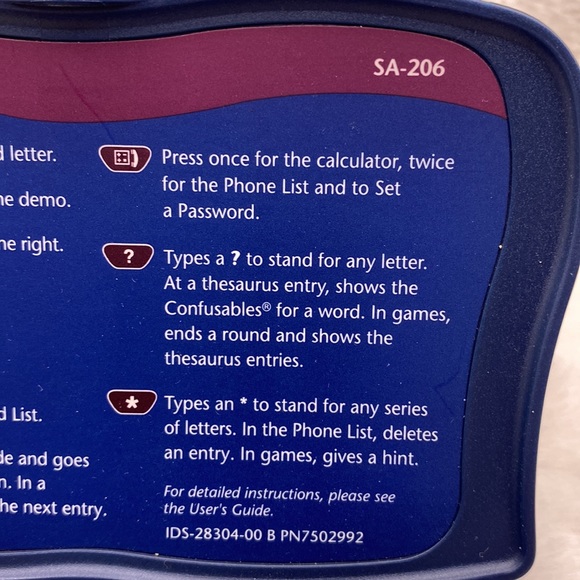 SA-206
letter.
demo.
right.
List.
and goes
In a
the next entry.
Press once for the calculator, twice
for the Phone List and to Set
a Password.
?
Types a ? to stand for any letter.
At a thesaurus entry, shows the
Confusables® for a word. In games,
ends a round and shows the
thesaurus entries.
*
Types an * to stand for any series
of letters. In the Phone List, deletes
an entry. In games, gives a hint.
For detailed instructions, please see
the User's Guide.
IDS-28304-00 B PN7502992